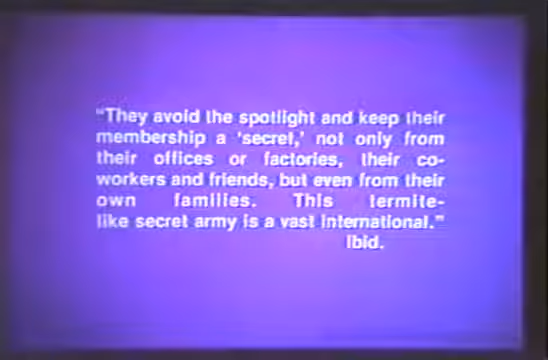 "They avoid the spotlight and keep their
membership a 'secret,' not only from
their offices or factories, their co-
workers and friends, but even from their
own families. This termite-
like secret army is a vast international."
Ibid.